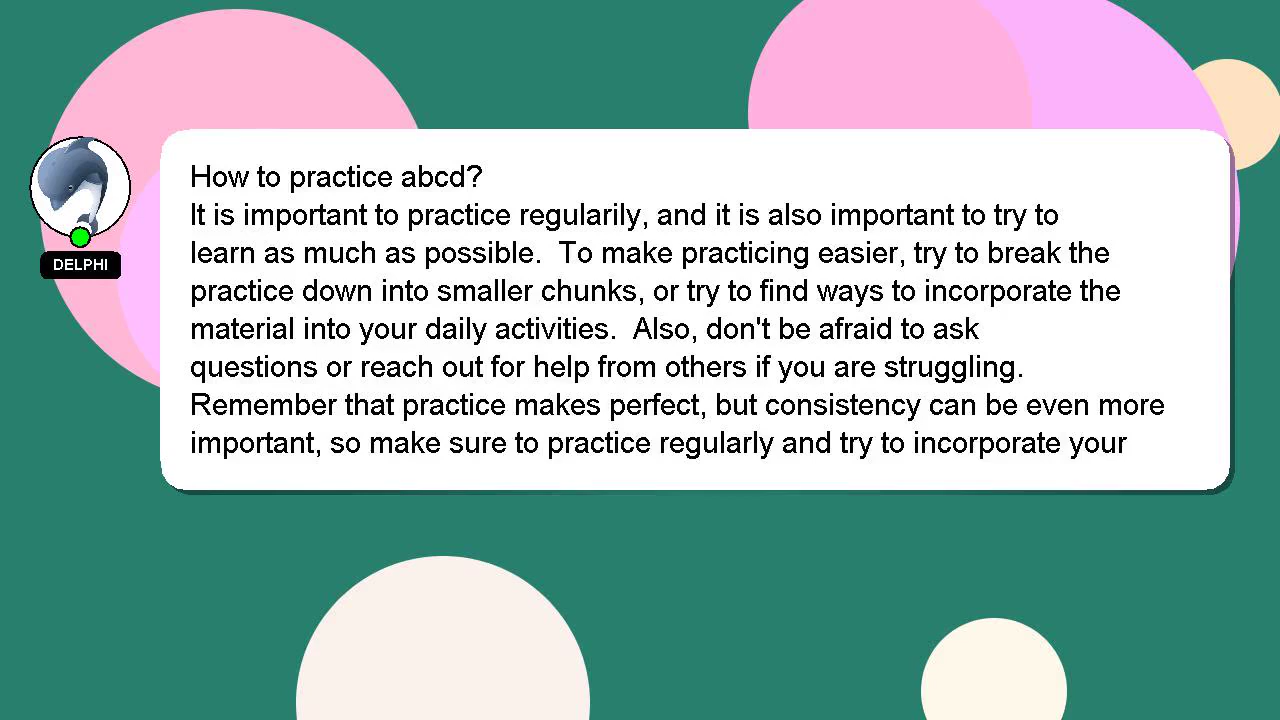 How to practice abcd?
It is important to practice regularily, and it is also important to try to
learn as much as possible.  To make practicing easier, try to break the
practice down into smaller chunks, or try to find ways to incorporate the
material into your daily activities.  Also, don't be afraid to ask
questions or reach out for help from others if you are struggling.
Remember that practice makes perfect, but consistency can be even more
important, so make sure to practice regularly and try to incorporate your
DELPHI